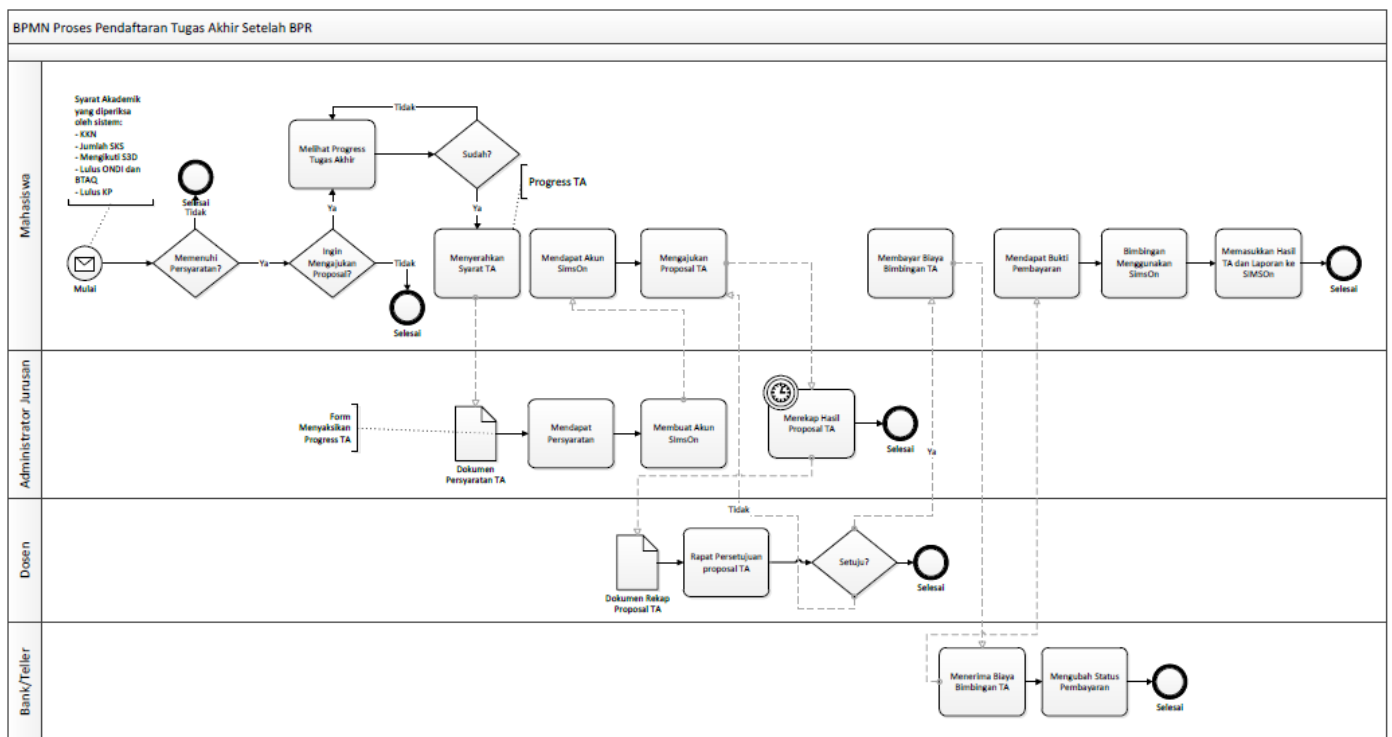 BPMN Proses Pendaftaran Tugas Akhir Setelah BPR
Mahasiswa
Syarat Akademik
yang diperiksa
oleh sistem:
- KKN
- Jumlah SKS
- Mengikuti S3D
- Lulus ONDI dan
BTAQ
- Lulus KP
Mulai
Memenuhi
Persyaratan?
Selesai
Tidak
Ya
Ingin
Mengajukan
Proposal?
Tidak
Selesai
Ya
Melihat Progress
Tugas Akhir
Tidak
Sudah?
Ya
Progress TA
Menyerahkan
Syarat TA
Mendapat Akun
SimsOn
Mengajukan
Proposal TA
Membayar Biaya
Bimbingan TA
Mendapat Bukti
Pembayaran
Bimbingan
Menggunakan
SimsOn
Memasukkan Hasil
TA dan Laporan ke
SIMSOn
Selesai
Administrator Jurusan
Form
Menyaksikan
Progress TA
Dokumen
Persyaratan TA
Mendapat
Persyaratan
Membuat Akun
SimsOn
Merekap Hasil
Proposal TA
Selesai
Ya
Dosen
Dokumen Rekap
Proposal TA
Rapat Persetujuan
proposal TA
Tidak
Setuju?
Selesai
Bank/Teller
Menerima Biaya
Bimbingan TA
Mengubah Status
Pembayaran
Selesai